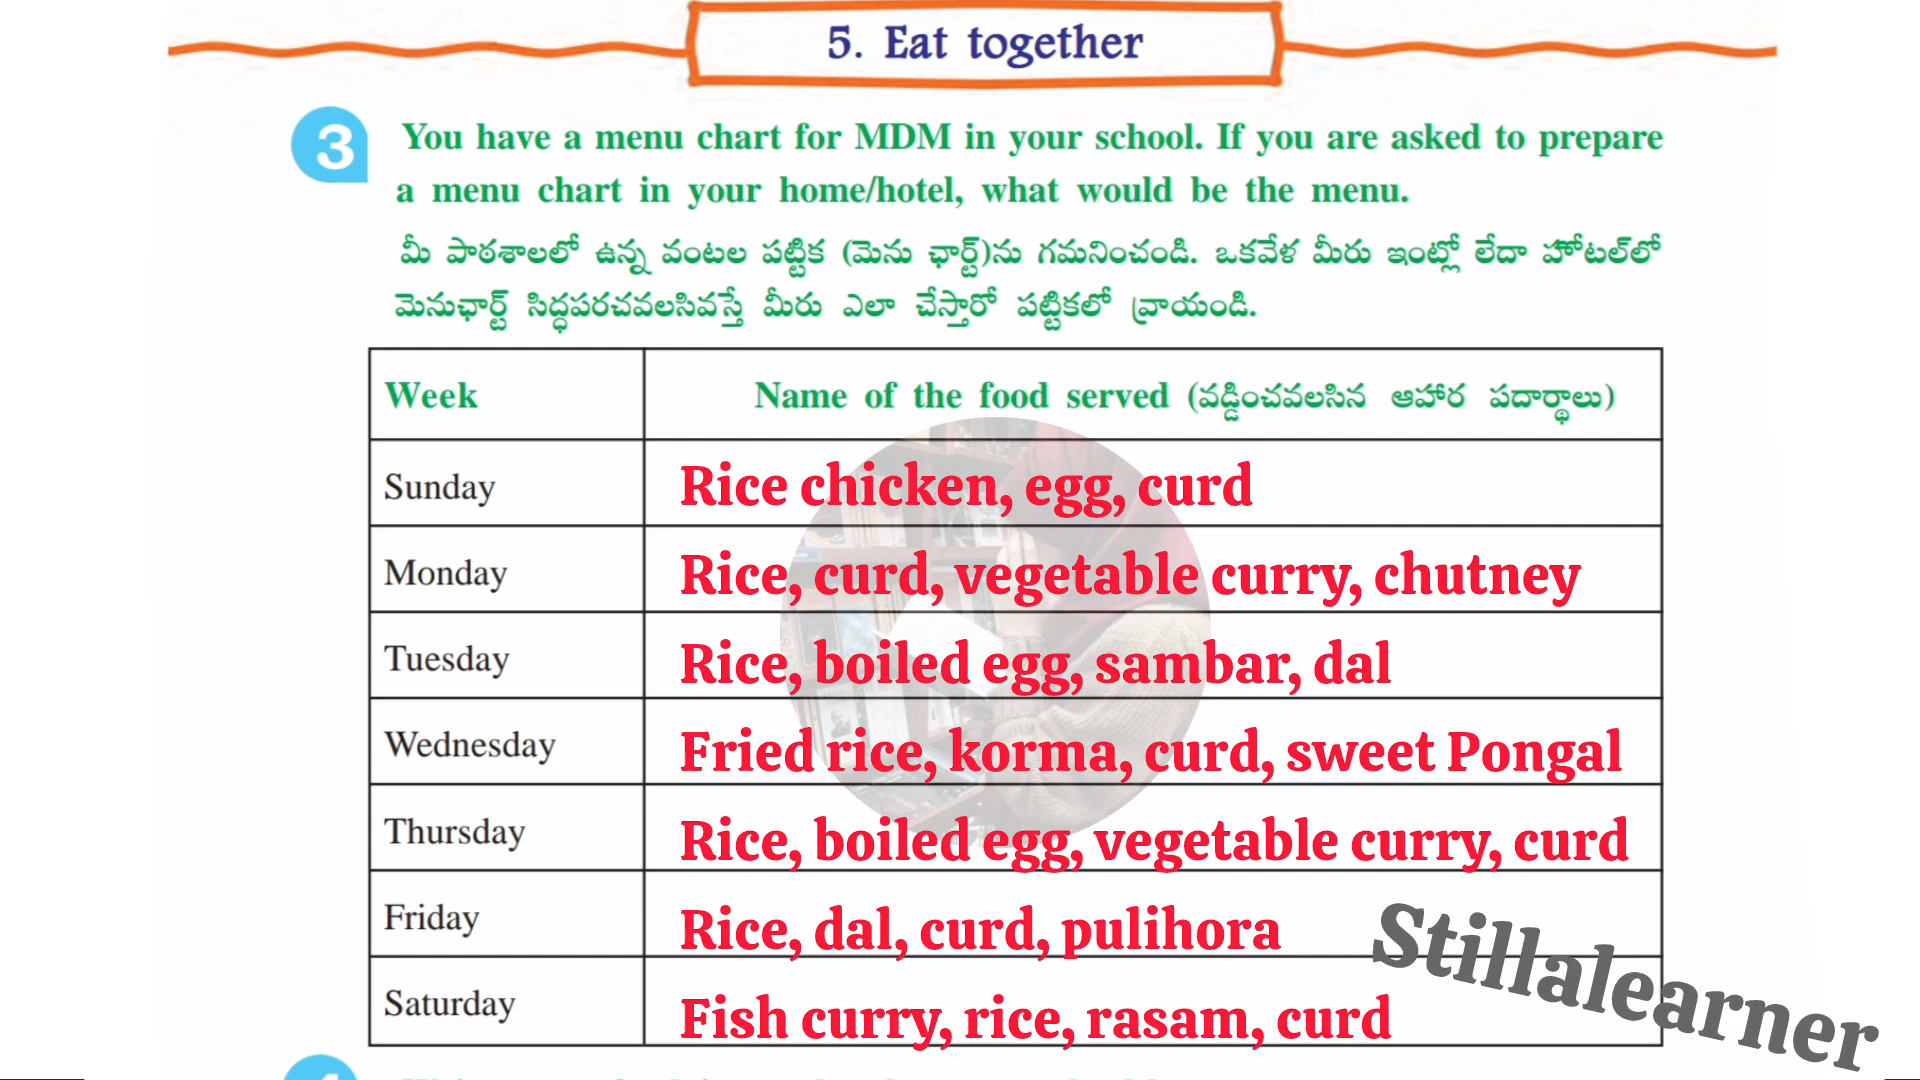 5. Eat together
3
You have a menu chart for MDM in your school. If you are asked to prepare
a menu chart in your home/hotel, what would be the menu.
మీ పాఠశాలలో ఉన్న వంటల పట్టిక (మెను ఛార్ట్)ను గమనించండి. ఒకవేళ మీరు ఇంట్లో లేదా హోటల్‌లో
మెనుఛార్ట్ సిద్ధపరచవలసివస్తే మీరు ఎలా చేస్తారో పట్టికలో వ్రాయండి.
Week Name of the food served (వడ్డించవలసిన ఆహార పదార్థాలు)
Sunday Rice chicken, egg, curd
Monday Rice, curd, vegetable curry, chutney
Tuesday Rice, boiled egg, sambar, dal
Wednesday Fried rice, korma, curd, sweet Pongal
Thursday Rice, boiled egg, vegetable curry, curd
Friday Rice, dal, curd, pulihora
Saturday Fish curry, rice, rasam, curd
Stillalearner